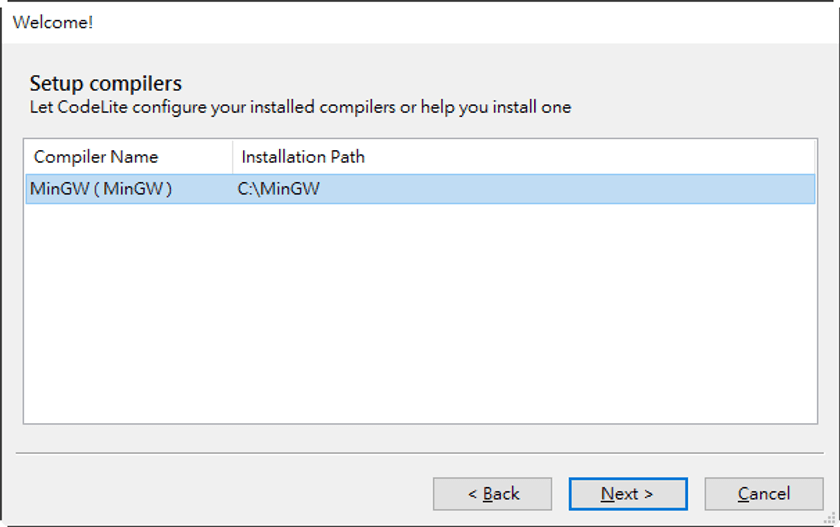 Welcome!
Setup compilers
Let CodeLite configure your installed compilers or help you install one
Compiler Name Installation Path
MinGW ( MinGW ) C:\MinGW
< Back Next > Cancel